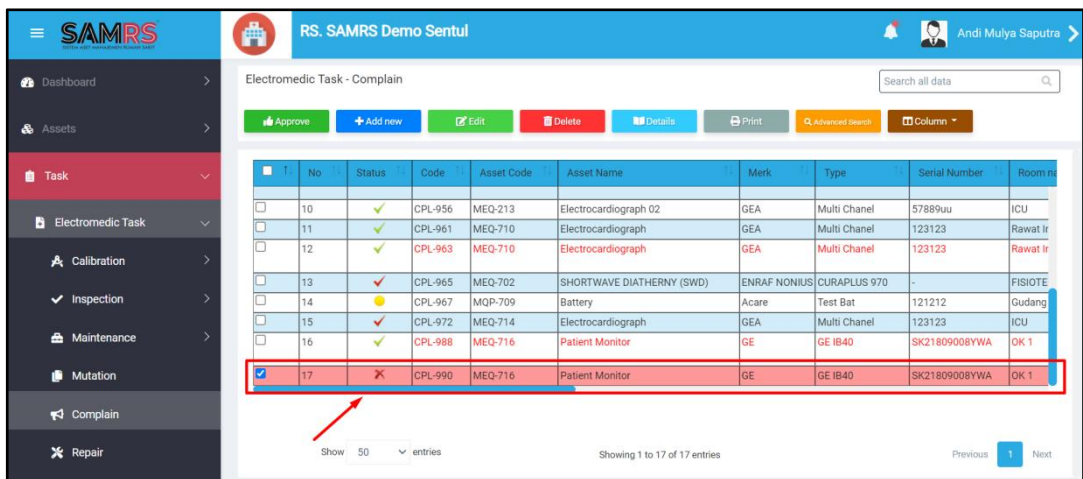 SAMRS
SISTEM ASET MANAJEMEN RUMAH SAKIT
RS. SAMRS Demo Sentul
Andi Mulya Saputra
Dashboard
Assets
Task
Electromedic Task
Calibration
Inspection
Maintenance
Mutation
Complain
Repair
Electromedic Task - Complain
Search all data
Approve Add new Edit Delete Details Print Advanced Search Column
No Status Code Asset Code Asset Name Merk Type Serial Number Room na
10 CPL-956 MEQ-213 Electrocardiograph 02 GEA Multi Chanel 57889uu ICU
11 CPL-961 MEQ-710 Electrocardiograph GEA Multi Chanel 123123 Rawat Ir
12 CPL-963 MEQ-710 Electrocardiograph GEA Multi Chanel 123123 Rawat Ir
13 CPL-965 MEQ-702 SHORTWAVE DIATHERNY (SWD) ENRAF NONIUS CURAPLUS 970 - FISIOTE
14 CPL-967 MQP-709 Battery Acare Test Bat 121212 Gudang
15 CPL-972 MEQ-714 Electrocardiograph GEA Multi Chanel 123123 ICU
16 CPL-988 MEQ-716 Patient Monitor GE GE IB40 SK21809008YWA OK 1
17 CPL-990 MEQ-716 Patient Monitor GE GE IB40 SK21809008YWA OK 1
Show 50 entries
Showing 1 to 17 of 17 entries
Previous 1 Next